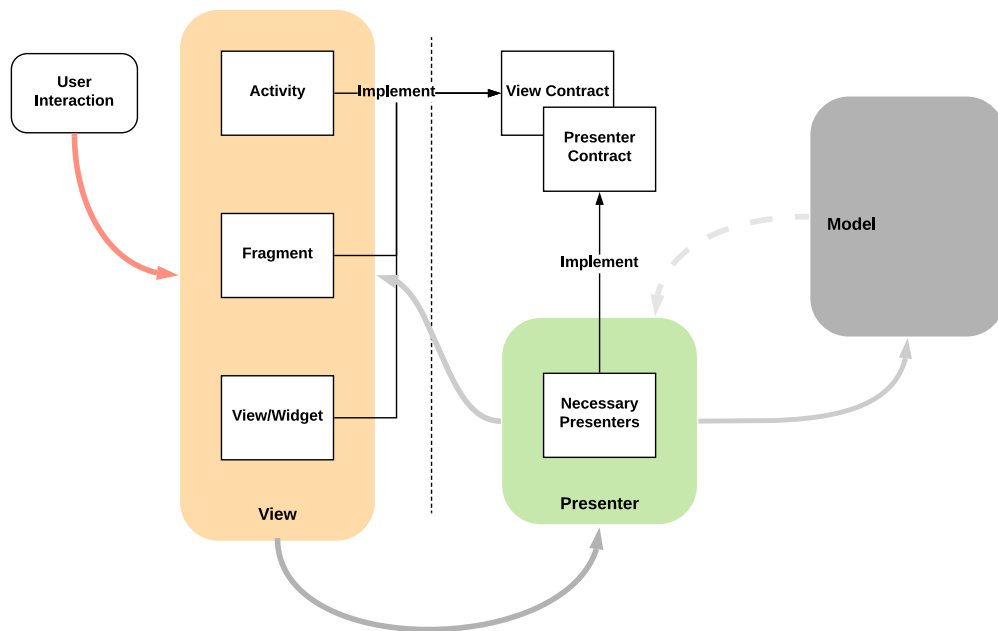 User
Interaction
Activity
Implement
View Contract
Presenter
Contract
Fragment
Implement
Model
View/Widget
Necessary
Presenters
View
Presenter